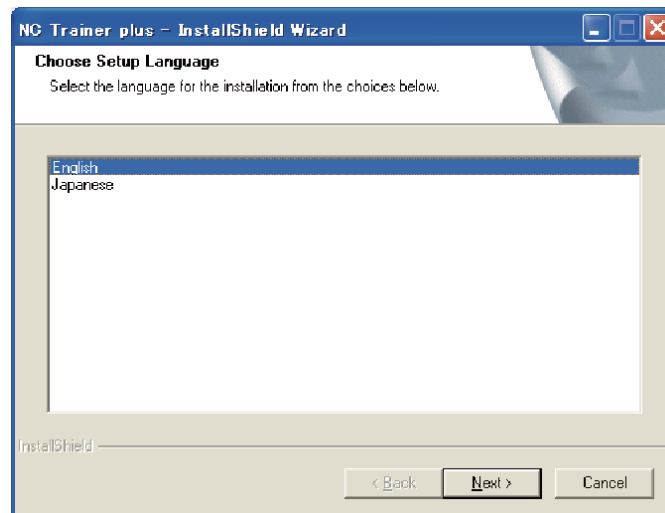 NC Trainer plus - InstallShield Wizard
Choose Setup Language
Select the language for the installation from the choices below.
English
Japanese
InstallShield
< Back
Next >
Cancel